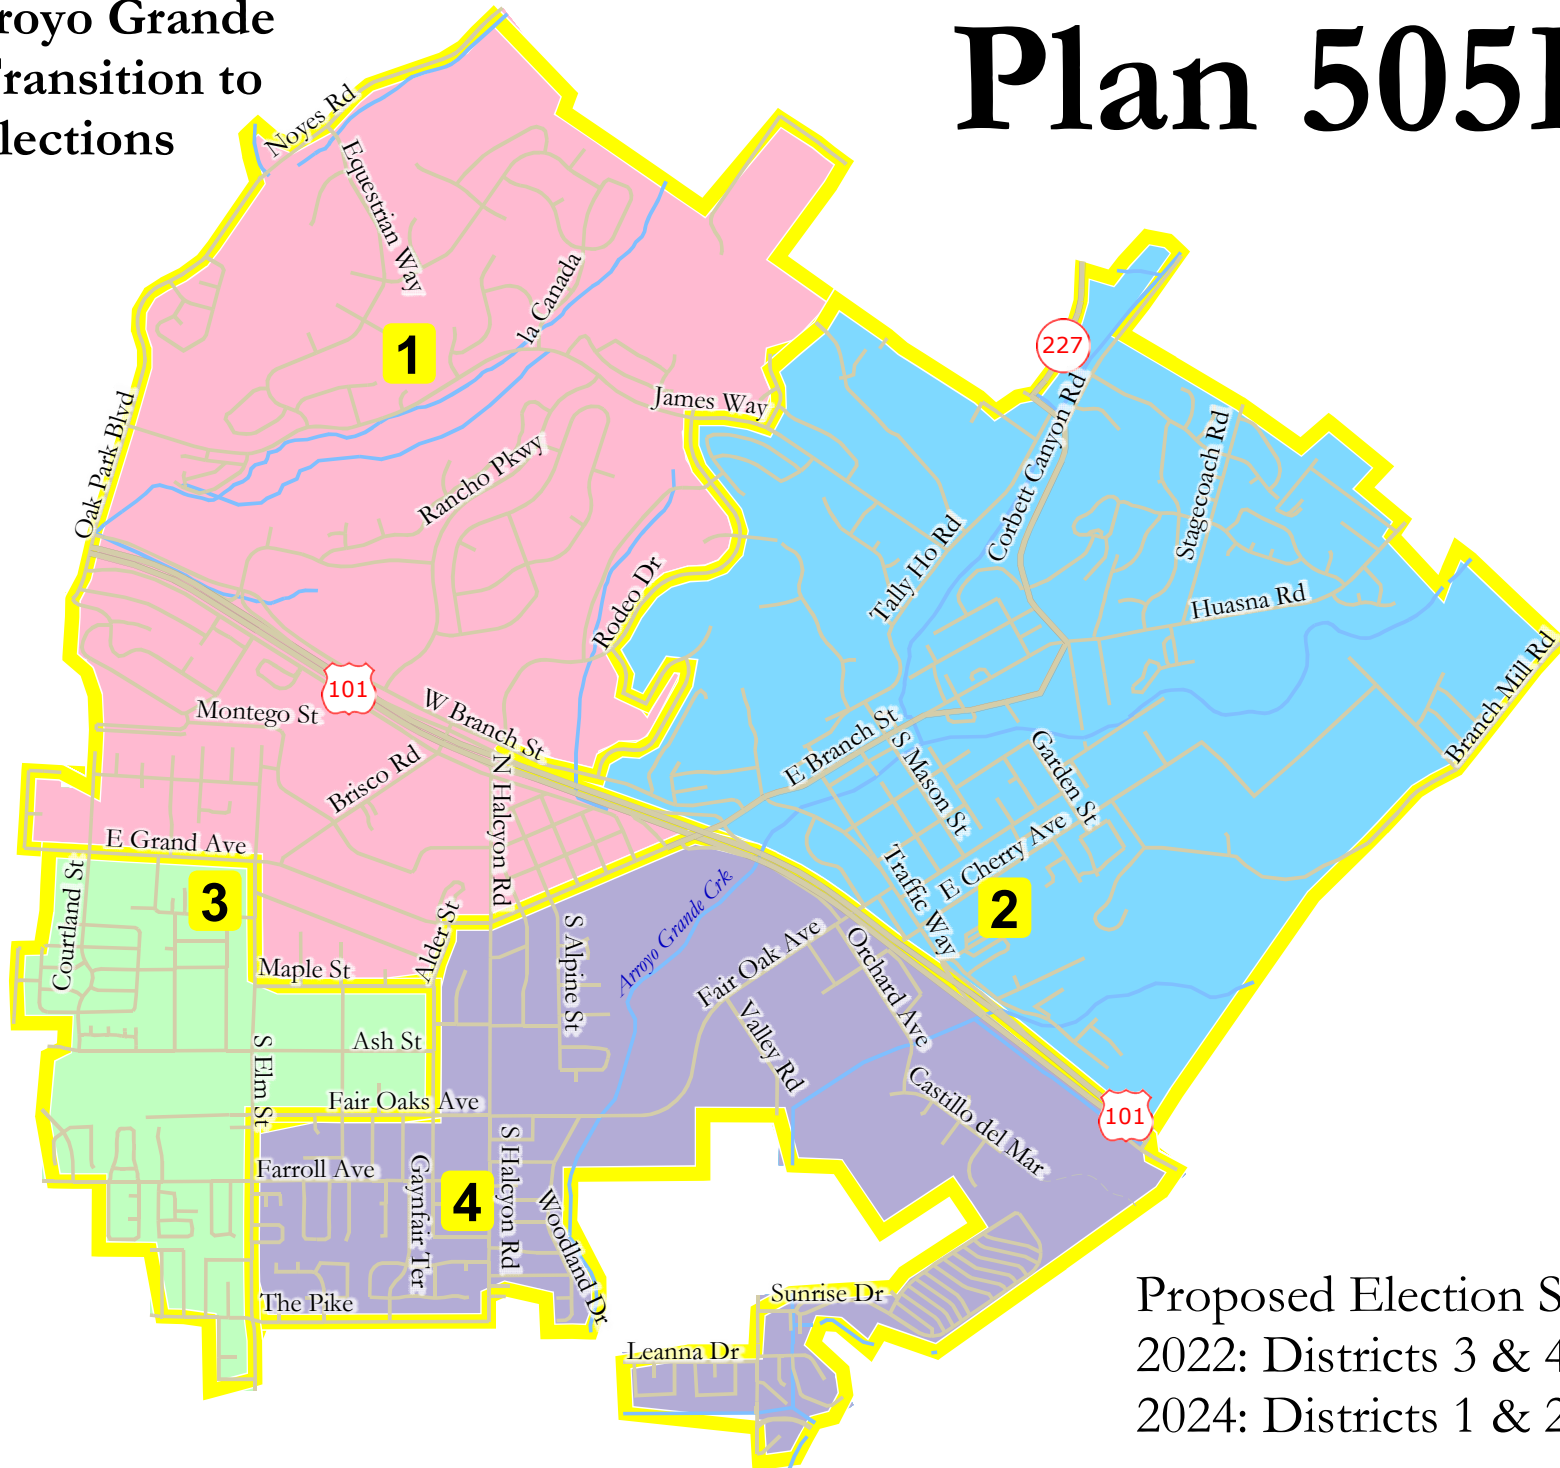 royo Grande
Transition to
lections
Plan 505
Noyes Rd
Equestrian Way
la Canada
1
227
James Way
Oak Park Blvd
Rancho Pkwy
Corbett Canyon Rd
Stagecoach Rd
Tally Ho Rd
Rodeo Dr
Huasna Rd
Branch Mill Rd
101
Montego St
W Branch St
E Branch St
S Mason St
Garden St
Brisco Rd
N Halcyon Rd
E Grand Ave
E Cherry Ave
Traffic Way
2
3
Courtland St
Alder St
Maple St
S Alpine St
Arroyo Grande Crk
Fair Oak Ave
Orchard Ave
Valley Rd
Ash St
S Elm St
Fair Oaks Ave
Castillo del Mar
101
Farroll Ave
Gaynfair Ter
4
S Halcyon Rd
Woodland Dr
The Pike
Sunrise Dr
Leanna Dr
Proposed Election S
2022: Districts 3 & 4
2024: Districts 1 & 2